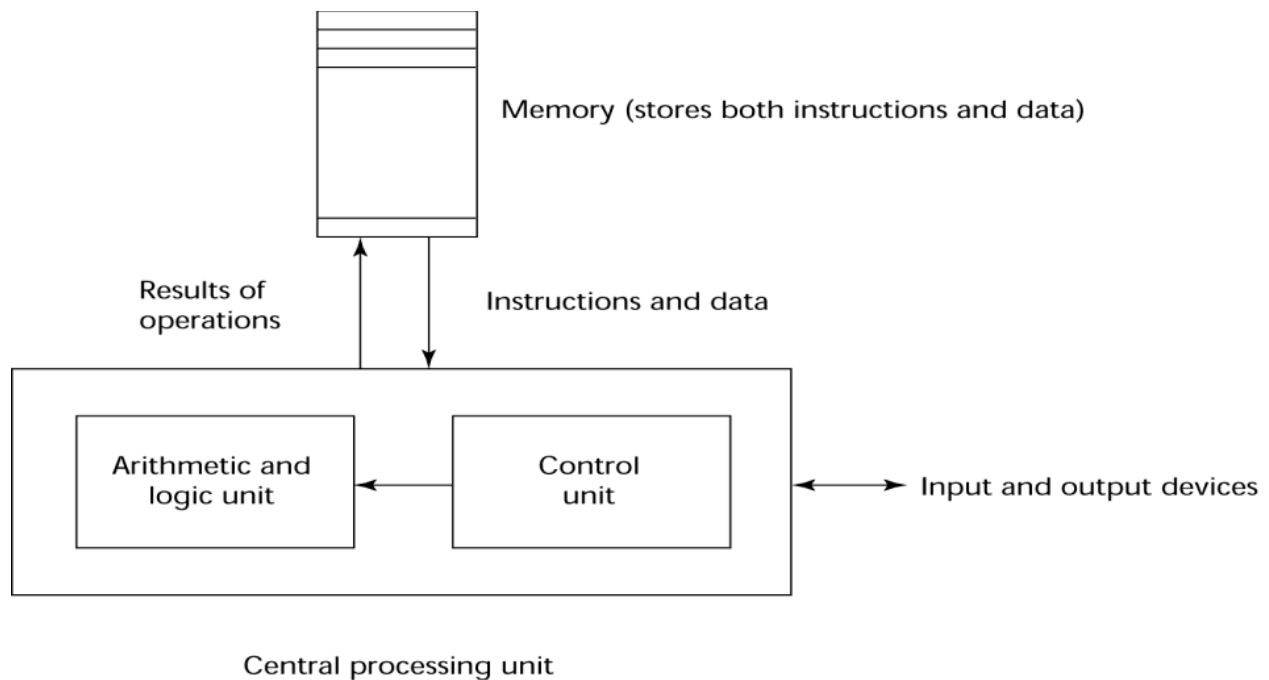 Memory (stores both instructions and data)
Results of
operations
Instructions and data
Arithmetic and
logic unit
Control
unit
Input and output devices
Central processing unit